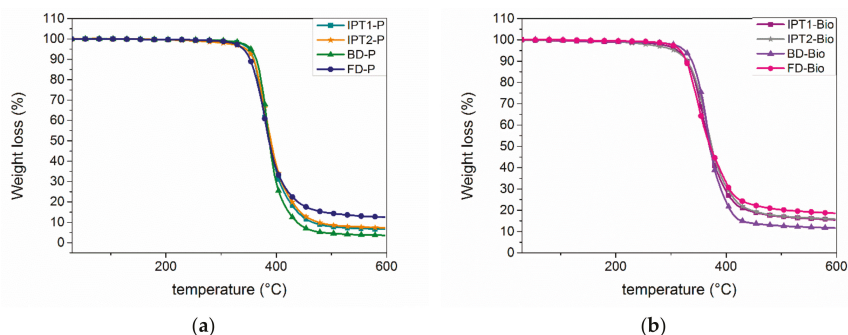 110
100
90
80
70
60
50
40
30
20
10
0
Weight loss (%)
200
400
600
temperature (°C)
IPT1-P
IPT2-P
BD-P
FD-P
(a)
110
100
90
80
70
60
50
40
30
20
10
0
Weight loss (%)
200
400
600
temperature (°C)
IPT1-Bio
IPT2-Bio
BD-Bio
FD-Bio
(b)